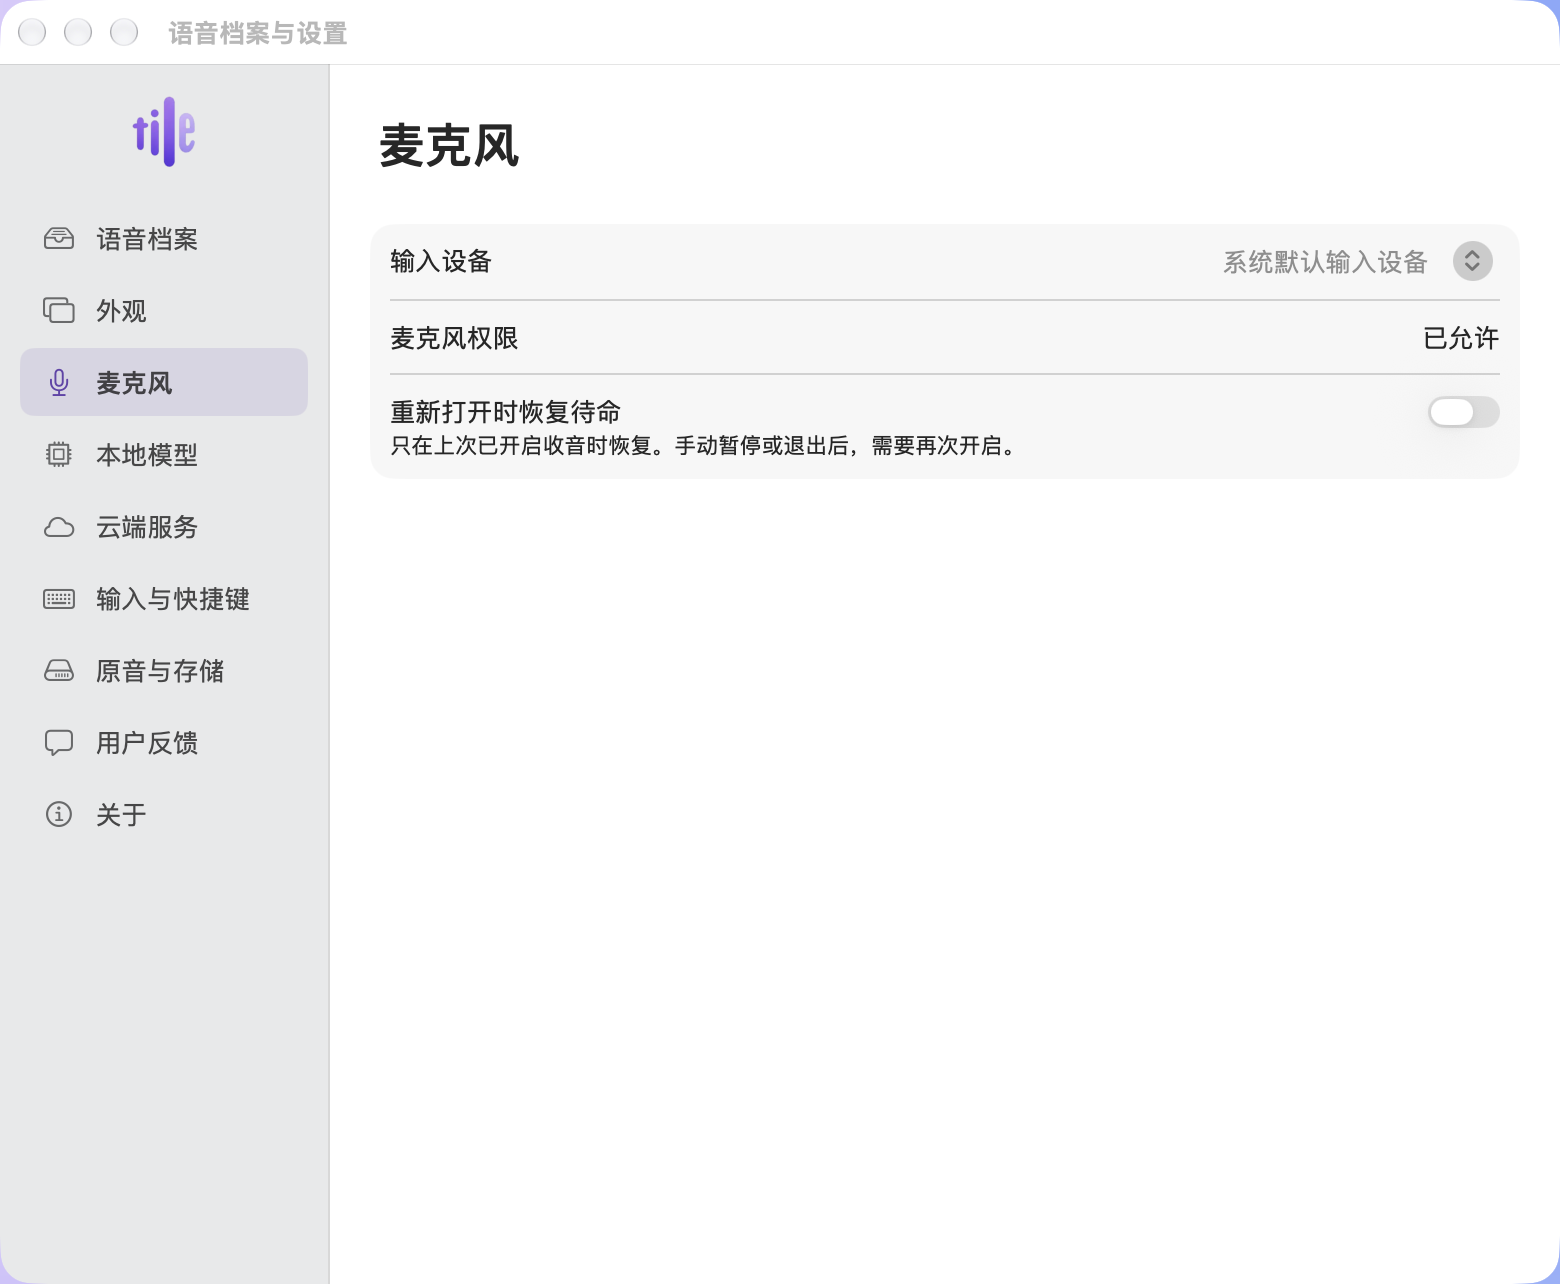 语音档案与设置
tile
语音档案
外观
麦克风
本地模型
云端服务
输入与快捷键
原音与存储
用户反馈
关于
麦克风
输入设备 系统默认输入设备
麦克风权限 已允许
重新打开时恢复待命
只在上次已开启收音时恢复。手动暂停或退出后，需要再次开启。